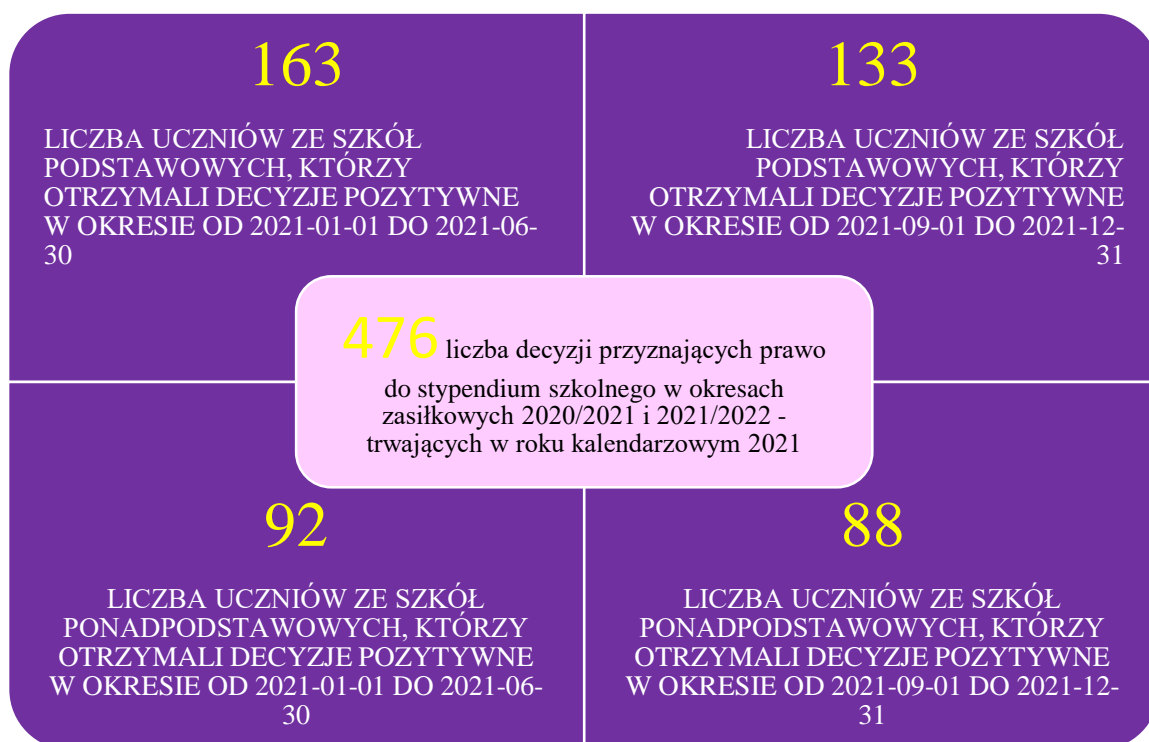 163
LICZBA UCZNIÓW ZE SZKÓŁ
PODSTAWOWYCH, KTÓRZY
OTRZYMALI DECYZJE POZYTYWNE
W OKRESIE OD 2021-01-01 DO 2021-06-
30
133
LICZBA UCZNIÓW ZE SZKÓŁ
PODSTAWOWYCH, KTÓRZY
OTRZYMALI DECYZJE POZYTYWNE
W OKRESIE OD 2021-09-01 DO 2021-12-
31
476 liczba decyzji przyznających prawo
do stypendium szkolnego w okresach
zasiłkowych 2020/2021 i 2021/2022 -
trwających w roku kalendarzowym 2021
92
LICZBA UCZNIÓW ZE SZKÓŁ
PONADPODSTAWOWYCH, KTÓRZY
OTRZYMALI DECYZJE POZYTYWNE
W OKRESIE OD 2021-01-01 DO 2021-06-
30
88
LICZBA UCZNIÓW ZE SZKÓŁ
PONADPODSTAWOWYCH, KTÓRZY
OTRZYMALI DECYZJE POZYTYWNE
W OKRESIE OD 2021-09-01 DO 2021-12-
31